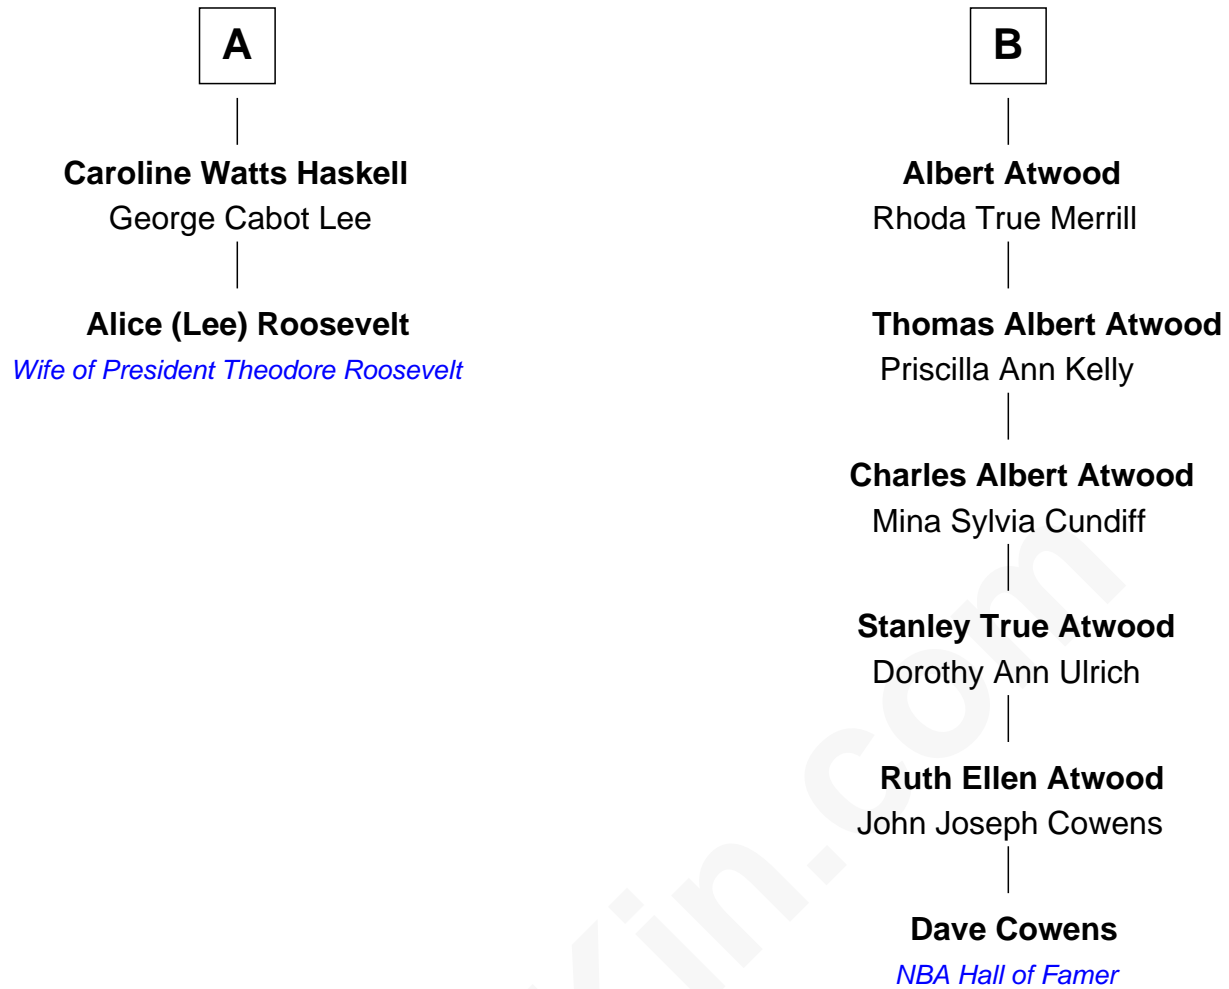 A
Caroline Watts Haskell
George Cabot Lee
Alice (Lee) Roosevelt
Wife of President Theodore Roosevelt
B
Albert Atwood
Rhoda True Merrill
Thomas Albert Atwood
Priscilla Ann Kelly
Charles Albert Atwood
Mina Sylvia Cundiff
Stanley True Atwood
Dorothy Ann Ulrich
Ruth Ellen Atwood
John Joseph Cowens
Dave Cowens
NBA Hall of Famer